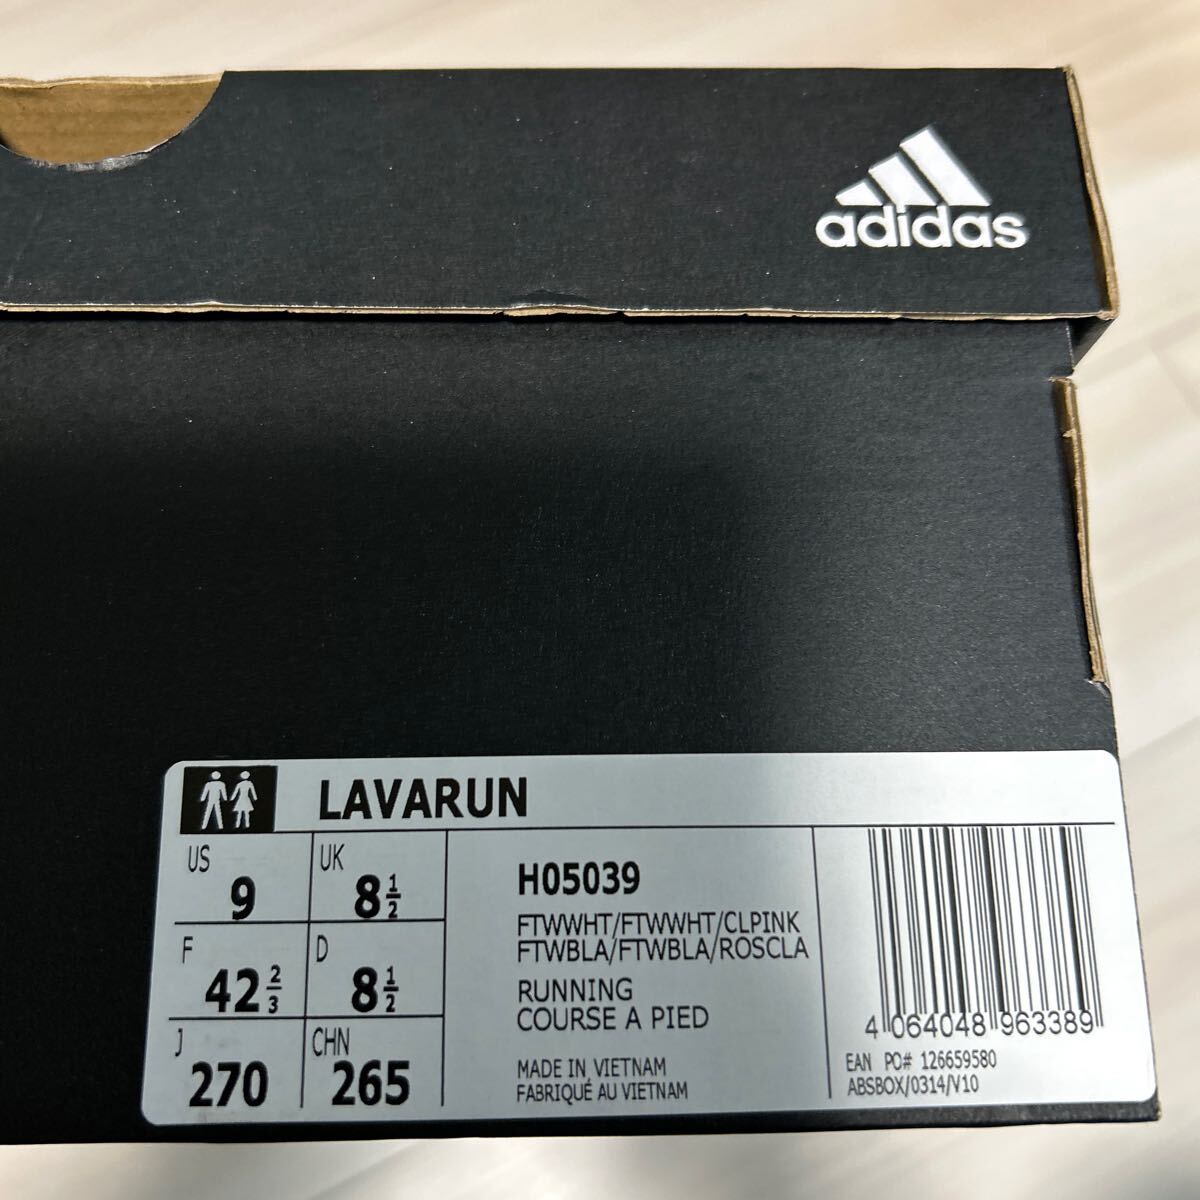 adidas
LAVARUN
US 9 UK 8 1/2
F 42 2/3 D 8 1/2
J 270 CHN 265
H05039
FTWWHT/FTWWHT/CLPINK
FTWBLA/FTWBLA/ROSCLA
RUNNING
COURSE A PIED
MADE IN VIETNAM
FABRIQUÉ AU VIETNAM
4 064048 963389
EAN PO# 126659580
ABSBOX/0314/V10